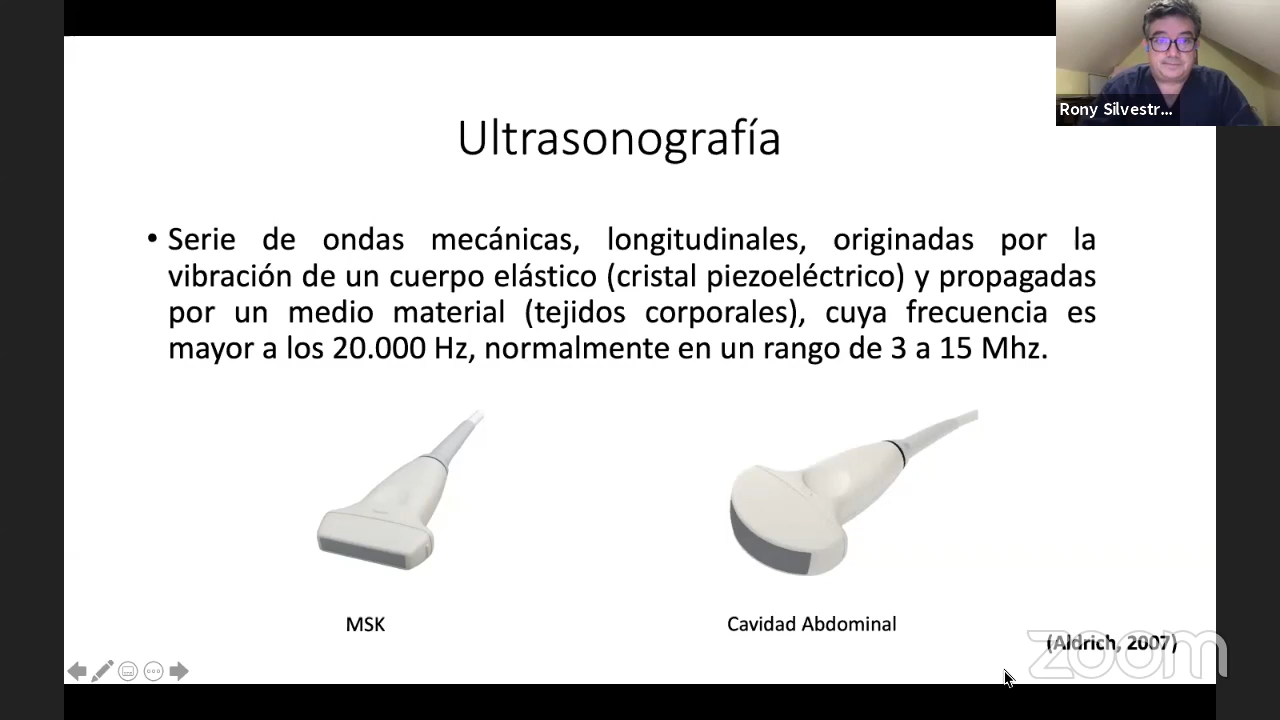 Rony Silvestr...
Ultrasonografía
• Serie de ondas mecánicas, longitudinales, originadas por la
vibración de un cuerpo elástico (cristal piezoeléctrico) y propagadas
por un medio material (tejidos corporales), cuya frecuencia es
mayor a los 20.000 Hz, normalmente en un rango de 3 a 15 Mhz.
MSK
Cavidad Abdominal
(Aldrich, 2007)
zoom